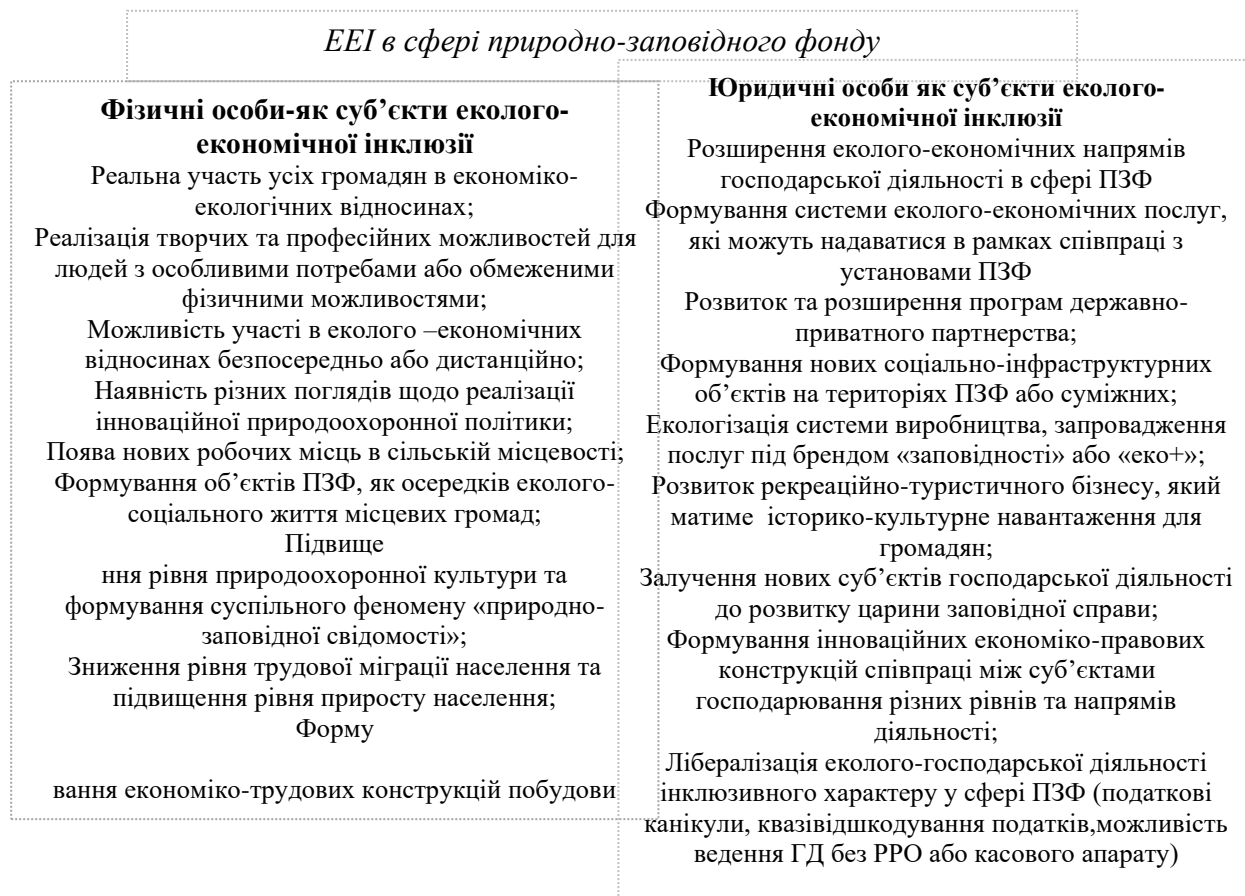 ЕЕІ в сфері природно-заповідного фонду
Фізичні особи-як суб’єкти еколого-
економічної інклюзії
Реальна участь усіх громадян в економіко-
екологічних відносинах;
Реалізація творчих та професійних можливостей для
людей з особливими потребами або обмеженими
фізичними можливостями;
Можливість участі в еколого –економічних
відносинах безпосередньо або дистанційно;
Наявність різних поглядів щодо реалізації
інноваційної природоохоронної політики;
Поява нових робочих місць в сільській місцевості;
Формування об’єктів ПЗФ, як осередків еколого-
соціального життя місцевих громад;
Підвище
ння рівня природоохоронної культури та
формування суспільного феномену «природно-
заповідної свідомості»;
Зниження рівня трудової міграції населення та
підвищення рівня приросту населення;
Форму
вання економіко-трудових конструкцій побудови
Юридичні особи як суб’єкти еколого-
економічної інклюзії
Розширення еколого-економічних напрямів
господарської діяльності в сфері ПЗФ
Формування системи еколого-економічних послуг,
які можуть надаватися в рамках співпраці з
установами ПЗФ
Розвиток та розширення програм державно-
приватного партнерства;
Формування нових соціально-інфраструктурних
об’єктів на територіях ПЗФ або суміжних;
Екологізація системи виробництва, запровадження
послуг під брендом «заповідності» або «еко+»;
Розвиток рекреаційно-туристичного бізнесу, який
матиме історико-культурне навантаження для
громадян;
Залучення нових суб’єктів господарської діяльності
до розвитку царини заповідної справи;
Формування інноваційних економіко-правових
конструкцій співпраці між суб’єктами
господарювання різних рівнів та напрямів
діяльності;
Лібералізація еколого-господарської діяльності
інклюзивного характеру у сфері ПЗФ (податкові
канікули, квазівідшкодування податків,можливість
ведення ГД без РРО або касового апарату)